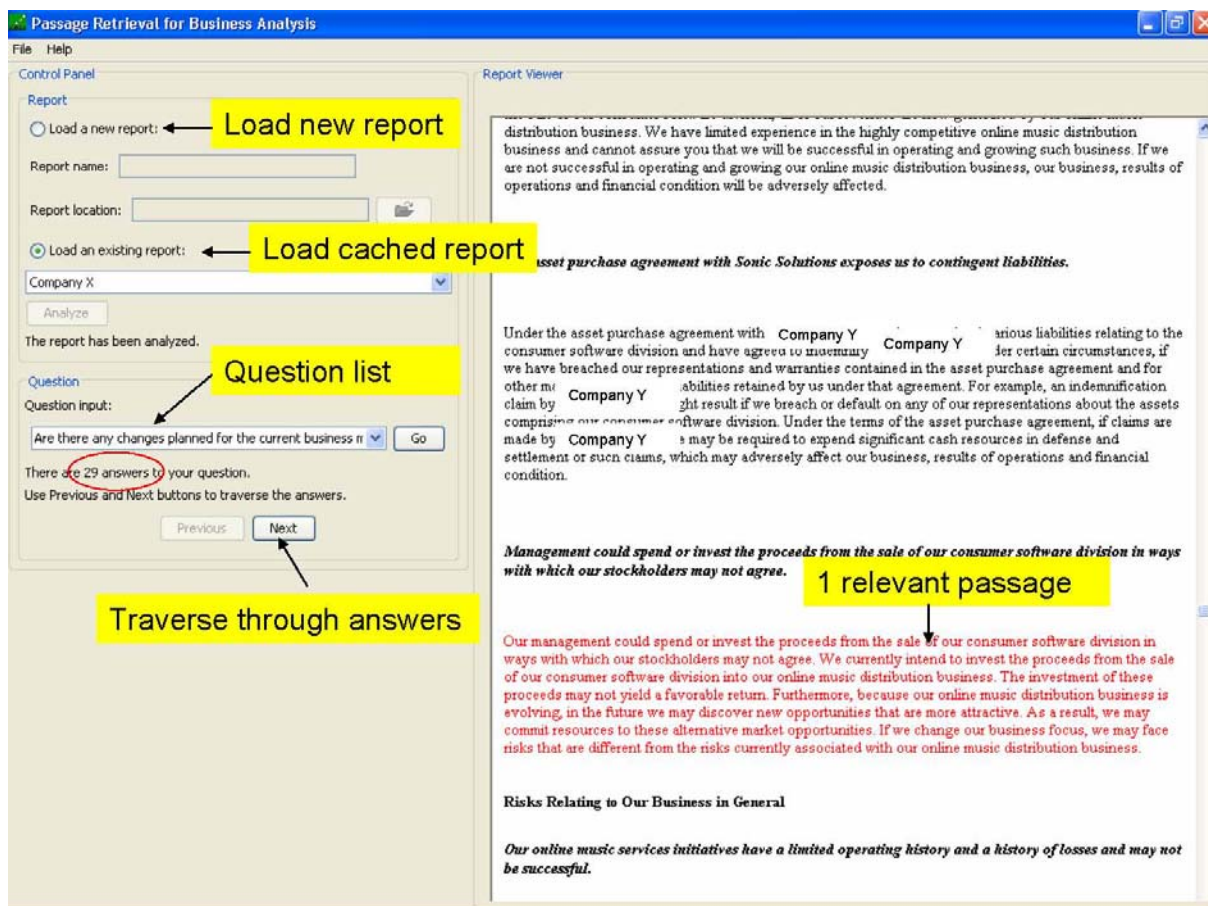 Passage Retrieval for Business Analysis
File Help
Control Panel
Report
Load a new report:
Load new report
Report name:
Report location:
Load an existing report:
Load cached report
Company X
Analyze
The report has been analyzed.
Question
Question list
Question input:
Are there any changes planned for the current business m
Go
There are 29 answers to your question.
Use Previous and Next buttons to traverse the answers.
Previous Next
Traverse through answers
Report Viewer
distribution business. We have limited experience in the highly competitive online music distribution
business and cannot assure you that we will be successful in operating and growing such business. If we
are not successful in operating and growing our online music distribution business, our business, results of
operations and financial condition will be adversely affected.
asset purchase agreement with Sonic Solutions exposes us to contingent liabilities.
Under the asset purchase agreement with Company Y arious liabilities relating to the
consumer software division and have agreed to indemnify Company Y der certain circumstances, if
we have breached our representations and warranties contained in the asset purchase agreement and for
other abilities retained by us under that agreement. For example, an indemnification
claim by Company Y ght result if we breach or default on any of our representations about the assets
comprising our consumer software division. Under the terms of the asset purchase agreement, if claims are
made by Company Y may be required to expend significant cash resources in defense and
settlement or such claims, which may adversely affect our business, results of operations and financial
condition.
Management could spend or invest the proceeds from the sale of our consumer software division in ways
with which our stockholders may not agree.
1 relevant passage
Our management could spend or invest the proceeds from the sale of our consumer software division in
ways with which our stockholders may not agree. We currently intend to invest the proceeds from the sale
of our consumer software division into our online music distribution business. The investment of these
proceeds may not yield a favorable return. Furthermore, because our online music distribution business is
evolving, in the future we may discover new opportunities that are more attractive. As a result, we may
commit resources to these alternative market opportunities. If we change our business focus, we may face
risks that are different from the risks currently associated with our online music distribution business.
Risks Relating to Our Business in General
Our online music services initiatives have a limited operating history and a history of losses and may not
be successful.